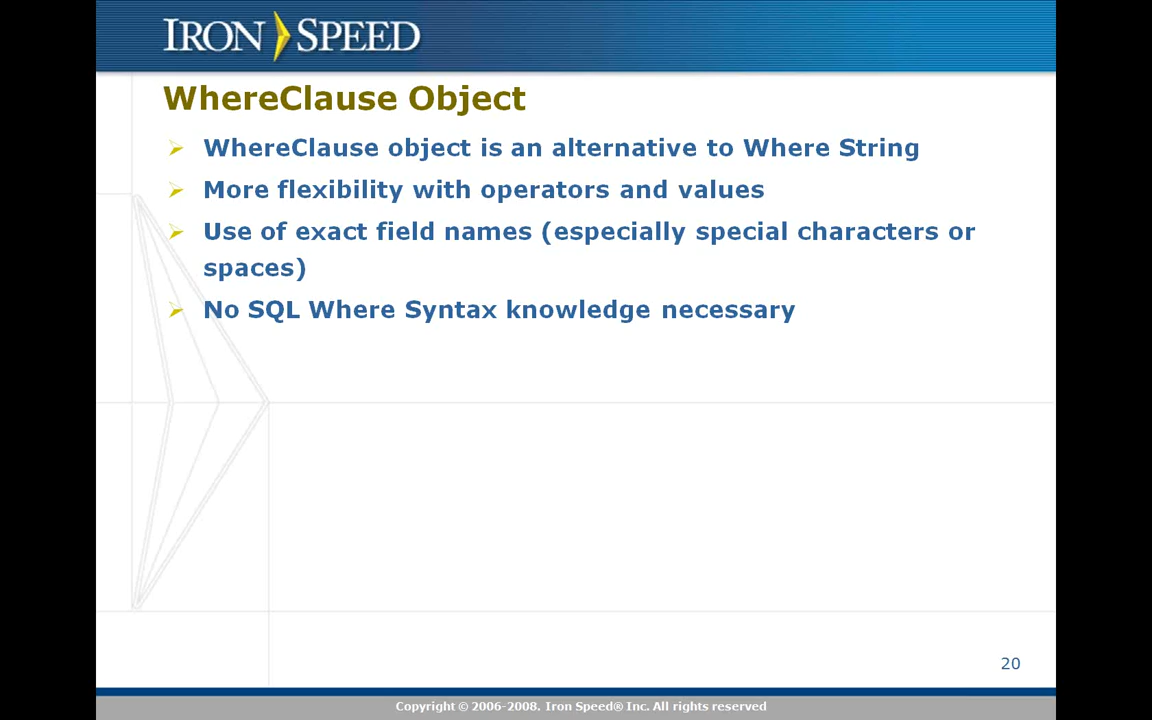 IRON SPEED
WhereClause Object
WhereClause object is an alternative to Where String
More flexibility with operators and values
Use of exact field names (especially special characters or
spaces)
No SQL Where Syntax knowledge necessary
20
Copyright © 2006-2008. Iron Speed® Inc. All rights reserved